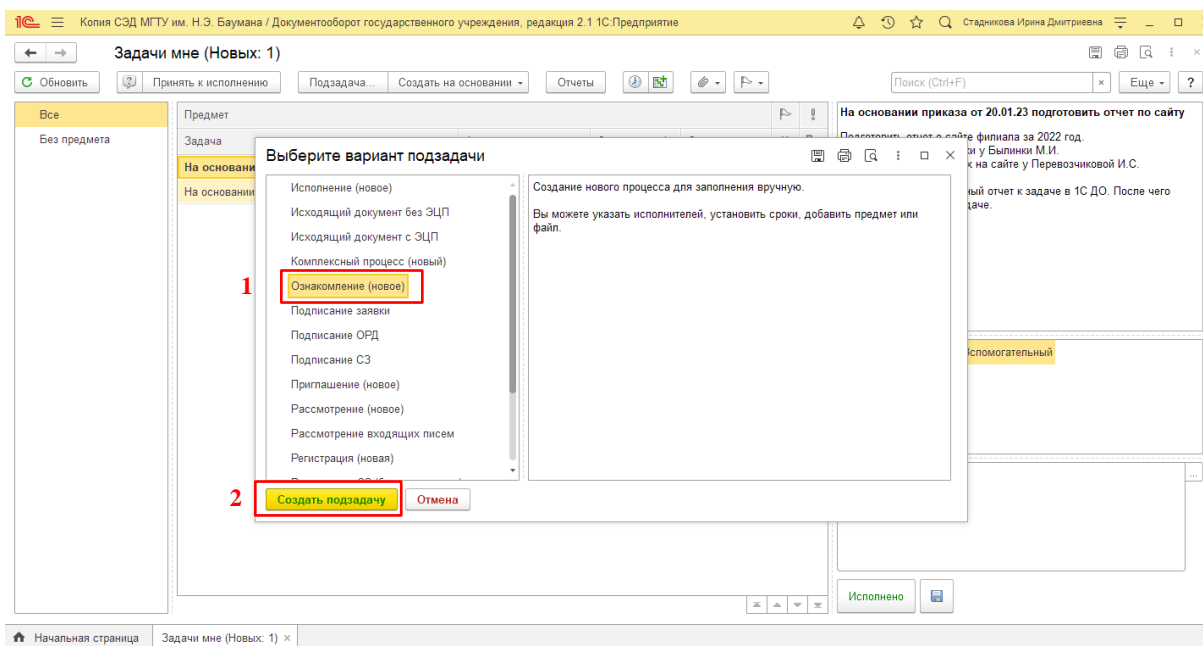 Копия СЭД МГТУ им. Н.Э. Баумана / Документооборот государственного учреждения, редакция 2.1 1С:Предприятие
Стадникова Ирина Дмитриевна
Задачи мне (Новых: 1)
Обновить
Принять к исполнению
Подзадача...
Создать на основании
Отчеты
Поиск (Ctrl+F)
×
Еще
?
Все
Без предмета
Предмет
Задача
На основани
На основании
На основании приказа от 20.01.23 подготовить отчет по сайту
Подготовить отчет о сайте филиала за 2022 год.
ки у Былинки М.И.
х на сайте у Перевозчиковой И.С.
ный отчет к задаче в 1С ДО. После чего
даче.
Вспомогательный
Выберите вариант подзадачи
Исполнение (новое)
Исходящий документ без ЭЦП
Исходящий документ с ЭЦП
Комплексный процесс (новый)
1
Ознакомление (новое)
Подписание заявки
Подписание ОРД
Подписание СЗ
Приглашение (новое)
Рассмотрение (новое)
Рассмотрение входящих писем
Регистрация (новая)
Создание нового процесса для заполнения вручную.
Вы можете указать исполнителей, установить сроки, добавить предмет или
файл.
2
Создать подзадачу
Отмена
...
Исполнено
Начальная страница
Задачи мне (Новых: 1) ×